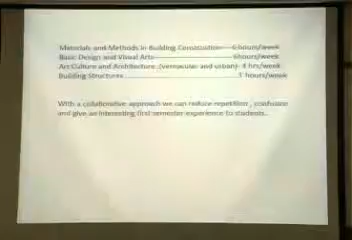 Materials and Methods in Building Construction----6 hours/week
Basic Design and Visual Arts-------------------------6hours/week
Art Culture and Architecture (vernacular and urban)- 4 hrs/week
Building Structures------------------------------------3 hours/week
With a collaborative approach we can reduce repetition , confusion
and give an interesting first semester experience to students..